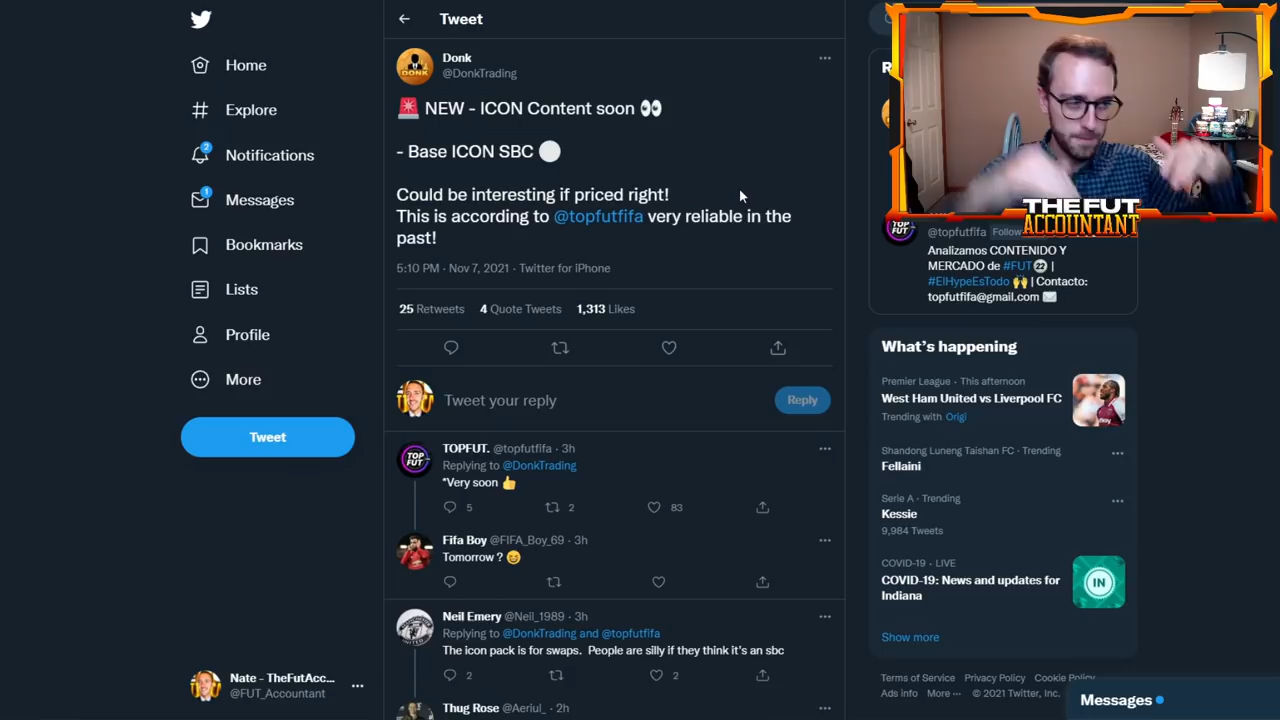 Home
Explore
2
Notifications
1
Messages
Bookmarks
Lists
Profile
More
Tweet
Nate - TheFutAcc...
@FUT_Accountant
Tweet
Donk
@DonkTrading
DONK
🚨 NEW - ICON Content soon 👀
- Base ICON SBC ⚪
Could be interesting if priced right!
This is according to @topfutfifa very reliable in the
past!
5:10 PM · Nov 7, 2021 · Twitter for iPhone
25 Retweets 4 Quote Tweets 1,313 Likes
Tweet your reply
Reply
TOP
FUT
TOPFUT. @topfutfifa · 3h
Replying to @DonkTrading
*Very soon 👍
5 2 83
Fifa Boy @FIFA_Boy_69 · 3h
Tomorrow ? 😊
Neil Emery @Neil_1989 · 3h
Replying to @DonkTrading and @topfutfifa
The icon pack is for swaps. People are silly if they think it's an sbc
2 2
Thug Rose @Aeriul_ · 2h
THE FUT
ACCOUNTANT
TOP
FUT
@topfutfifa Follow
Analizamos CONTENIDO Y
MERCADO de #FUT22 |
#ElHypeEsTodo 🙌 | Contacto:
topfutfifa@gmail.com ✉️
What's happening
Premier League · This afternoon
West Ham United vs Liverpool FC
Trending with Origi
Shandong Luneng Taishan FC · Trending
Fellaini
Serie A · Trending
Kessie
9,984 Tweets
COVID-19 · LIVE
COVID-19: News and updates for
Indiana
IN
Show more
Terms of Service Privacy Policy Cookie Policy
Ads info More ··· © 2021 Twitter, Inc.
Messages